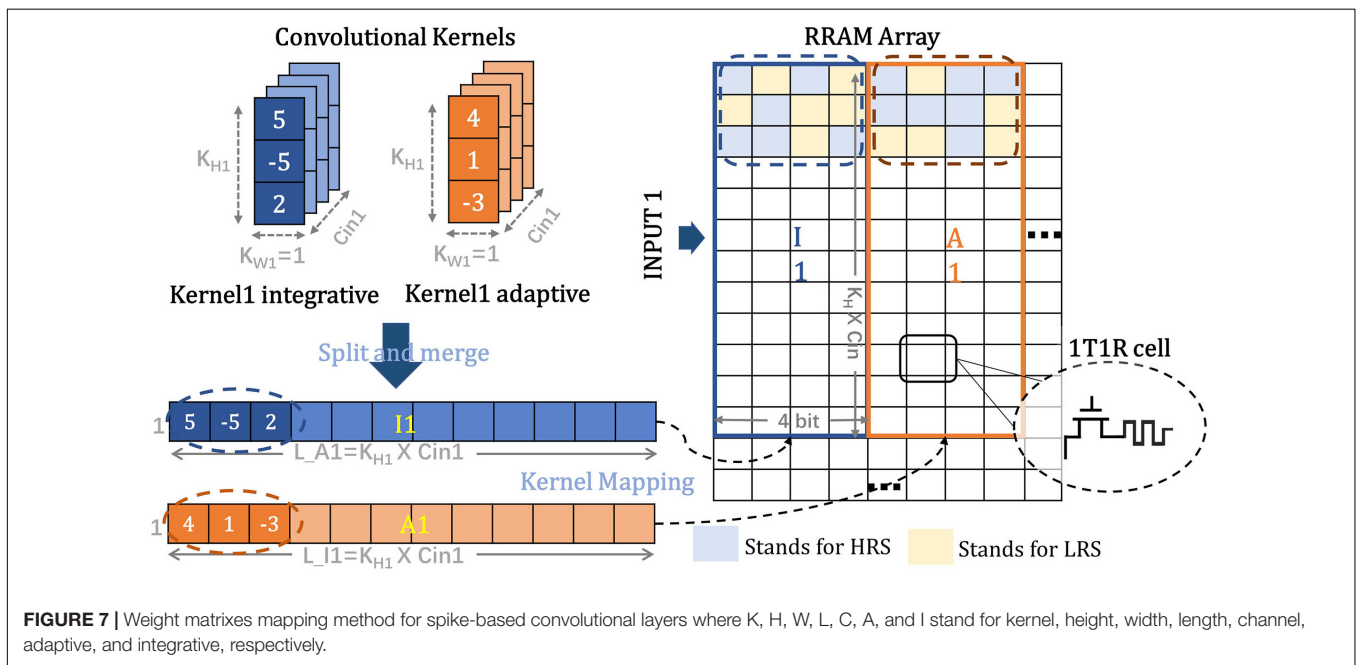 Convolutional Kernels
RRAM Array
5
-5
2
K_H1
K_W1=1
Cin1
4
1
-3
K_H1
K_W1=1
Cin1
Kernel1 integrative
Kernel1 adaptive
Split and merge
1
5
-5
2
I1
L_A1=K_H1 X Cin1
Kernel Mapping
1
4
1
-3
A1
L_I1=K_H1 X Cin1
INPUT 1
I
1
A
1
K_H X Cin
4 bit
1T1R cell
Stands for HRS
Stands for LRS
FIGURE 7 | Weight matrixes mapping method for spike-based convolutional layers where K, H, W, L, C, A, and I stand for kernel, height, width, length, channel,
adaptive, and integrative, respectively.